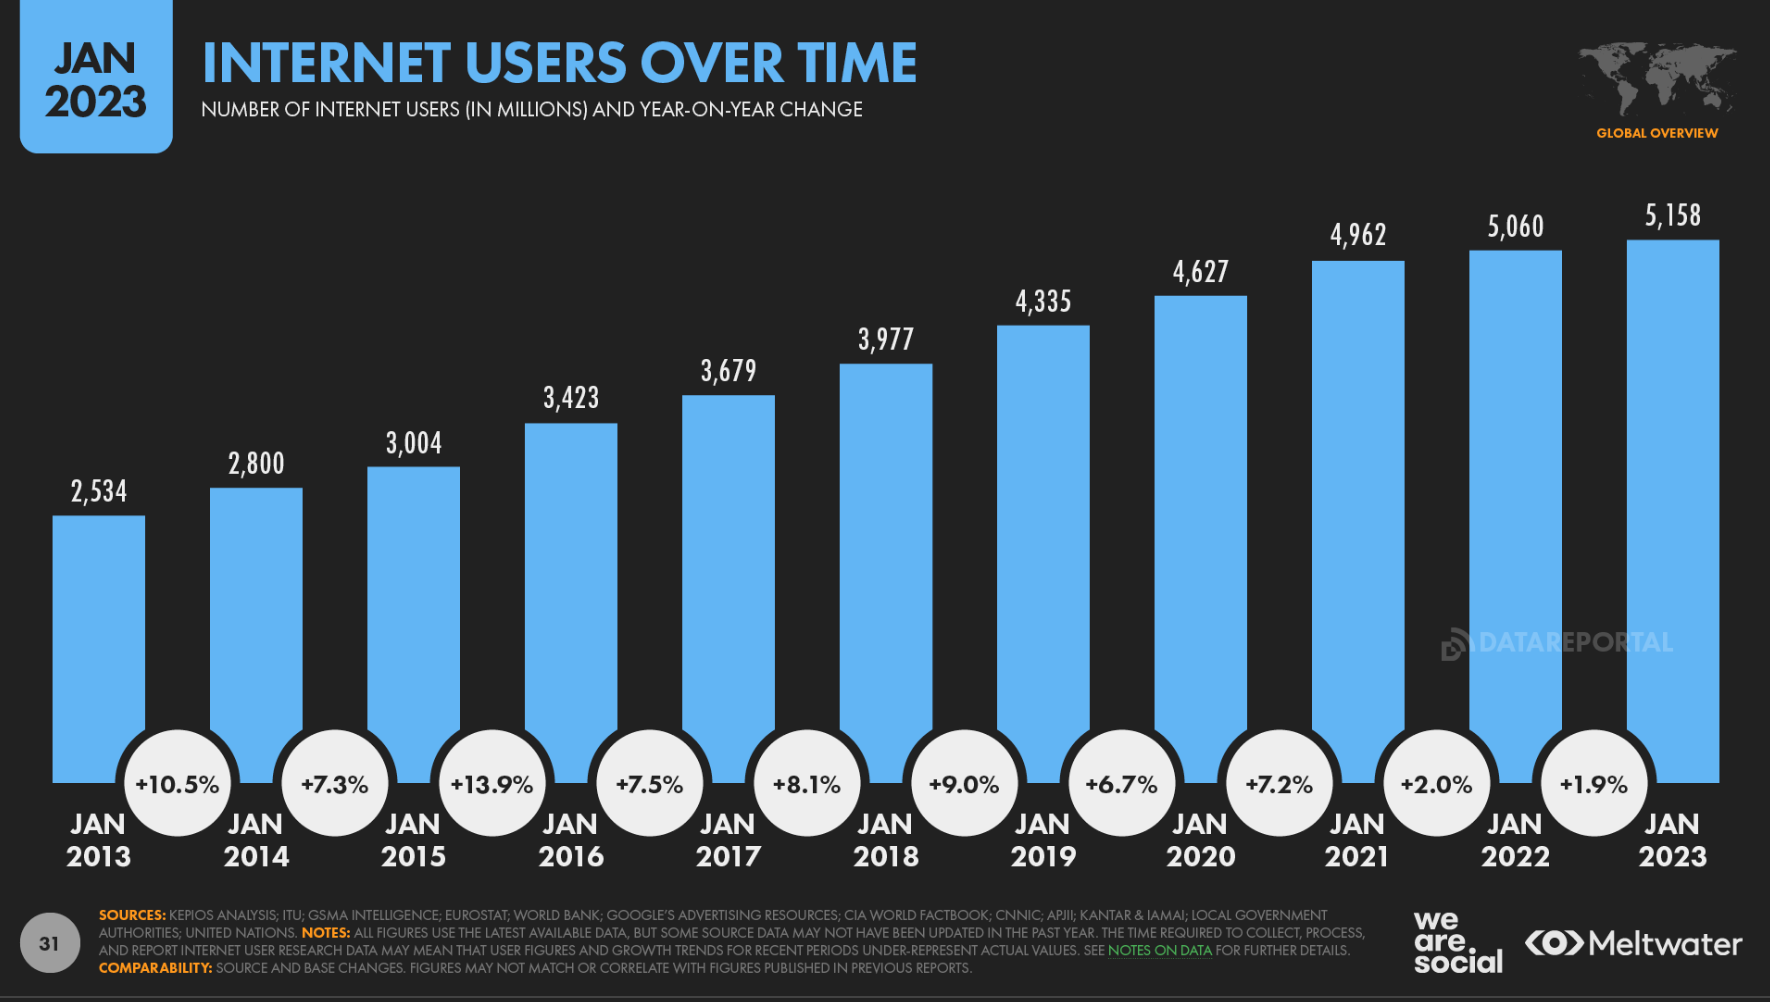 JAN
2023
INTERNET USERS OVER TIME
NUMBER OF INTERNET USERS (IN MILLIONS) AND YEAR-ON-YEAR CHANGE
GLOBAL OVERVIEW
2,534
2,800
3,004
3,423
3,679
3,977
4,335
4,627
4,962
5,060
5,158
DATAREPORTAL
+10.5%
+7.3%
+13.9%
+7.5%
+8.1%
+9.0%
+6.7%
+7.2%
+2.0%
+1.9%
JAN
2013
JAN
2014
JAN
2015
JAN
2016
JAN
2017
JAN
2018
JAN
2019
JAN
2020
JAN
2021
JAN
2022
JAN
2023
31
SOURCES: KEPIOS ANALYSIS; ITU; GSMA INTELLIGENCE; EUROSTAT; WORLD BANK; GOOGLE'S ADVERTISING RESOURCES; CIA WORLD FACTBOOK; CNNIC; APJII; KANTAR & IAMAI; LOCAL GOVERNMENT
AUTHORITIES; UNITED NATIONS. NOTES: ALL FIGURES USE THE LATEST AVAILABLE DATA, BUT SOME SOURCE DATA MAY NOT HAVE BEEN UPDATED IN THE PAST YEAR. THE TIME REQUIRED TO COLLECT, PROCESS,
AND REPORT INTERNET USER RESEARCH DATA MAY MEAN THAT USER FIGURES AND GROWTH TRENDS FOR RECENT PERIODS UNDER-REPRESENT ACTUAL VALUES. SEE NOTES ON DATA FOR FURTHER DETAILS.
COMPARABILITY: SOURCE AND BASE CHANGES. FIGURES MAY NOT MATCH OR CORRELATE WITH FIGURES PUBLISHED IN PREVIOUS REPORTS.
we
are.
social
Meltwater